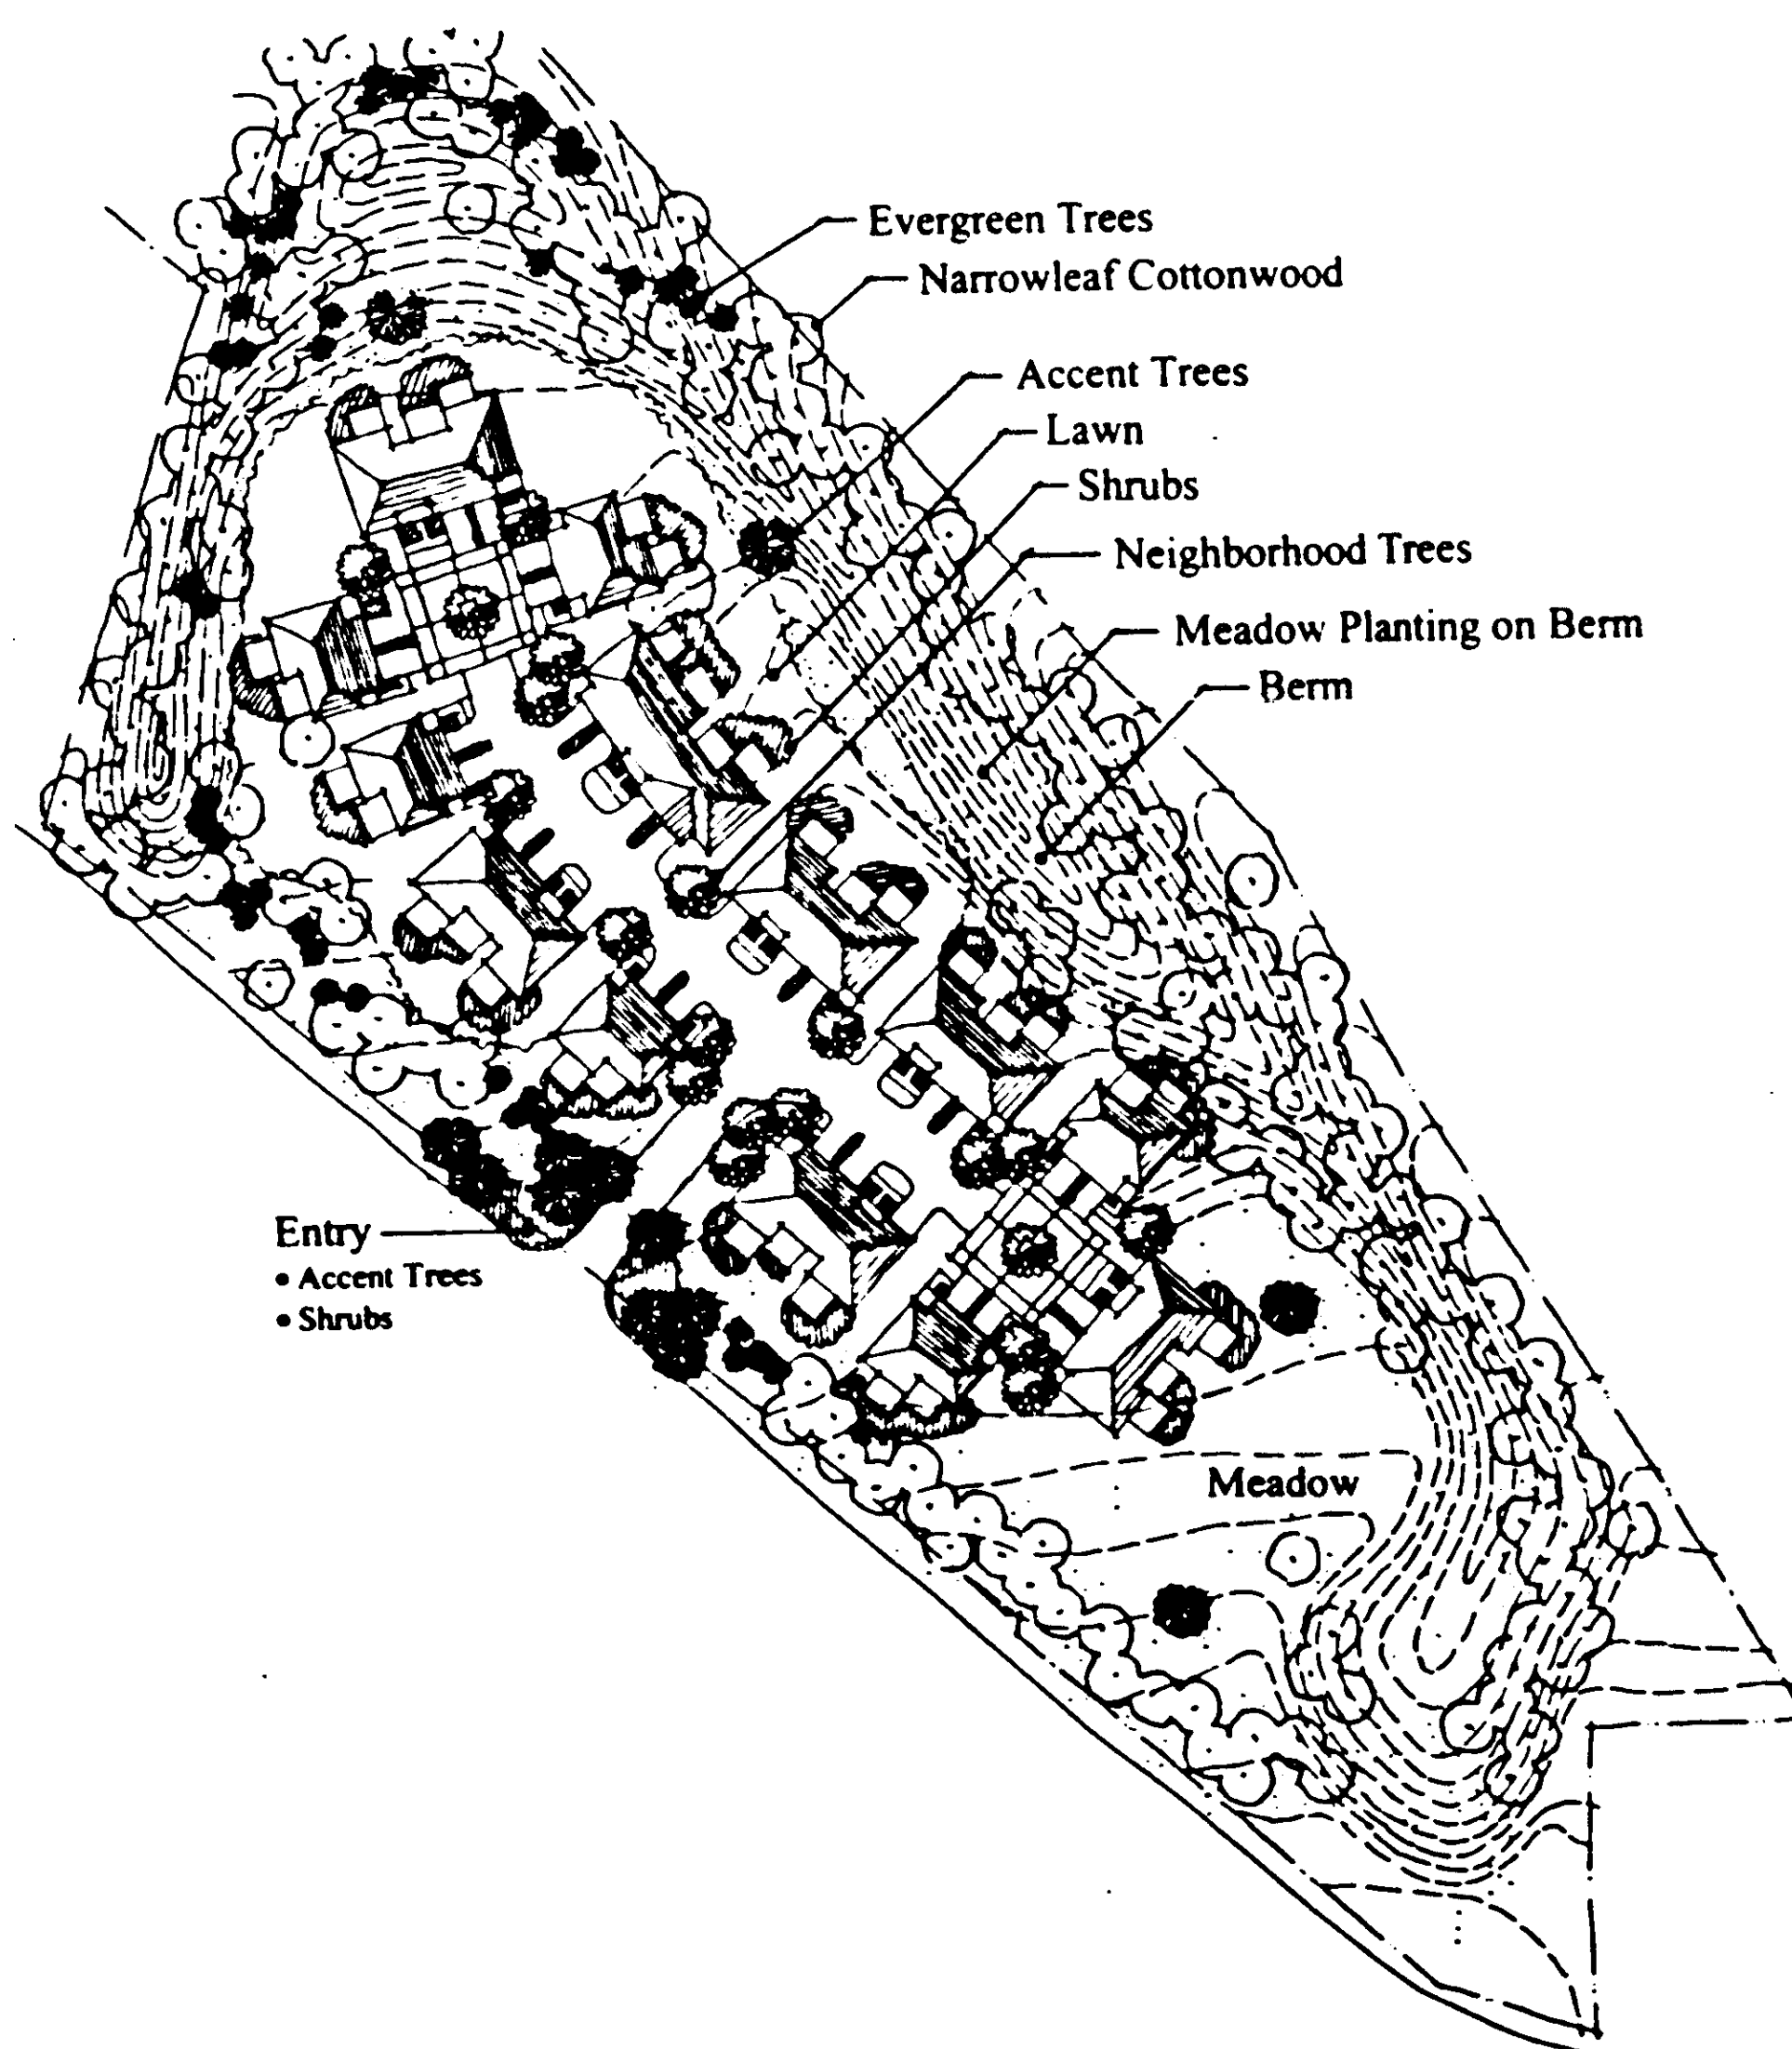 Evergreen Trees
Narrowleaf Cottonwood
Accent Trees
Lawn
Shrubs
Neighborhood Trees
Meadow Planting on Berm
Berm
Entry
• Accent Trees
• Shrubs
Meadow